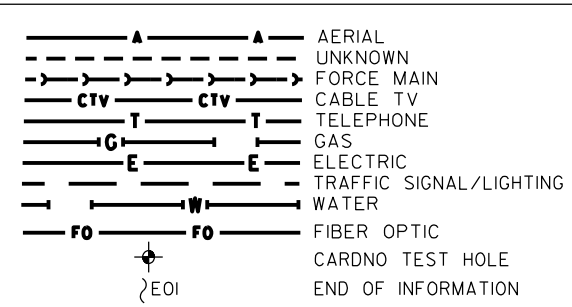 A A AERIAL
UNKNOWN
FORCE MAIN
CTV CTV CABLE TV
T T TELEPHONE
G GAS
E E ELECTRIC
TRAFFIC SIGNAL/LIGHTING
W WATER
FO FO FIBER OPTIC
CARDNO TEST HOLE
EOI END OF INFORMATION